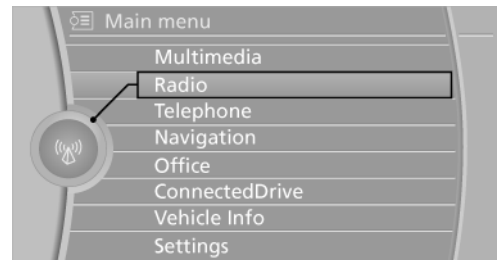 Main menu
Multimedia
Radio
Telephone
Navigation
Office
ConnectedDrive
Vehicle Info
Settings